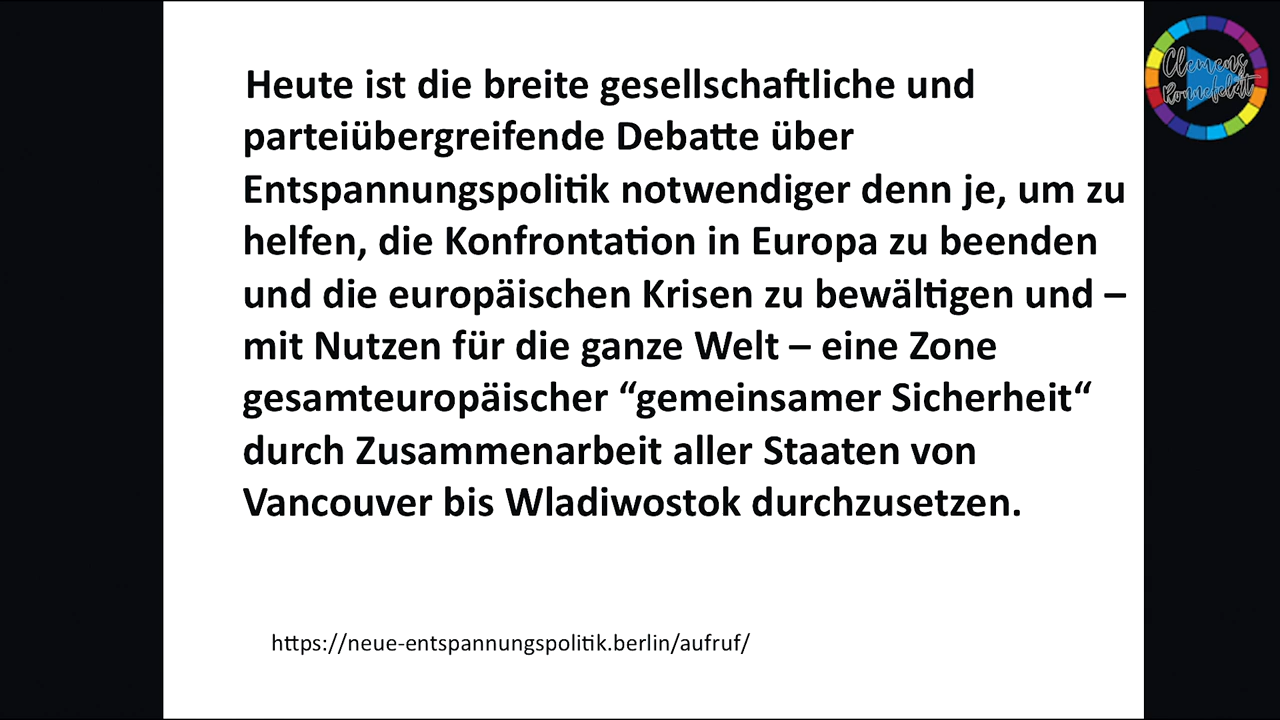 Heute ist die breite gesellschaftliche und
parteiübergreifende Debatte über
Entspannungspolitik notwendiger denn je, um zu
helfen, die Konfrontation in Europa zu beenden
und die europäischen Krisen zu bewältigen und –
mit Nutzen für die ganze Welt – eine Zone
gesamteuropäischer “gemeinsamer Sicherheit“
durch Zusammenarbeit aller Staaten von
Vancouver bis Wladiwostok durchzusetzen.
https://neue-entspannungspolitik.berlin/aufruf/
Clemens
Ronnefeldt